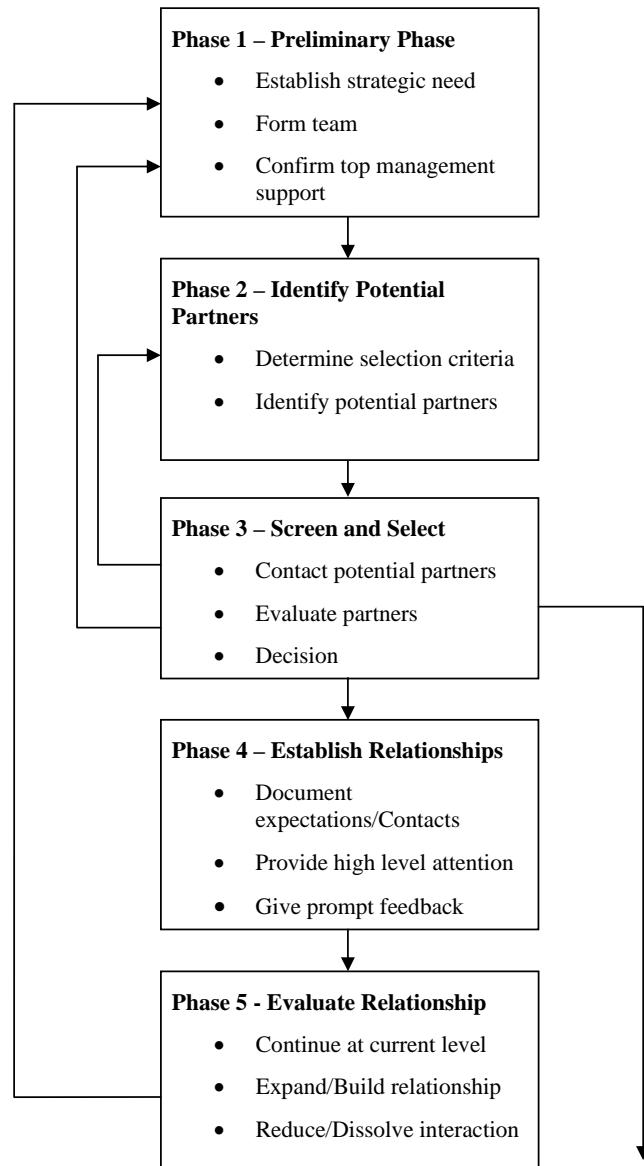 Phase 1 – Preliminary Phase
• Establish strategic need
• Form team
• Confirm top management
support
Phase 2 – Identify Potential
Partners
• Determine selection criteria
• Identify potential partners
Phase 3 – Screen and Select
• Contact potential partners
• Evaluate partners
• Decision
Phase 4 – Establish Relationships
• Document
expectations/Contacts
• Provide high level attention
• Give prompt feedback
Phase 5 - Evaluate Relationship
• Continue at current level
• Expand/Build relationship
• Reduce/Dissolve interaction